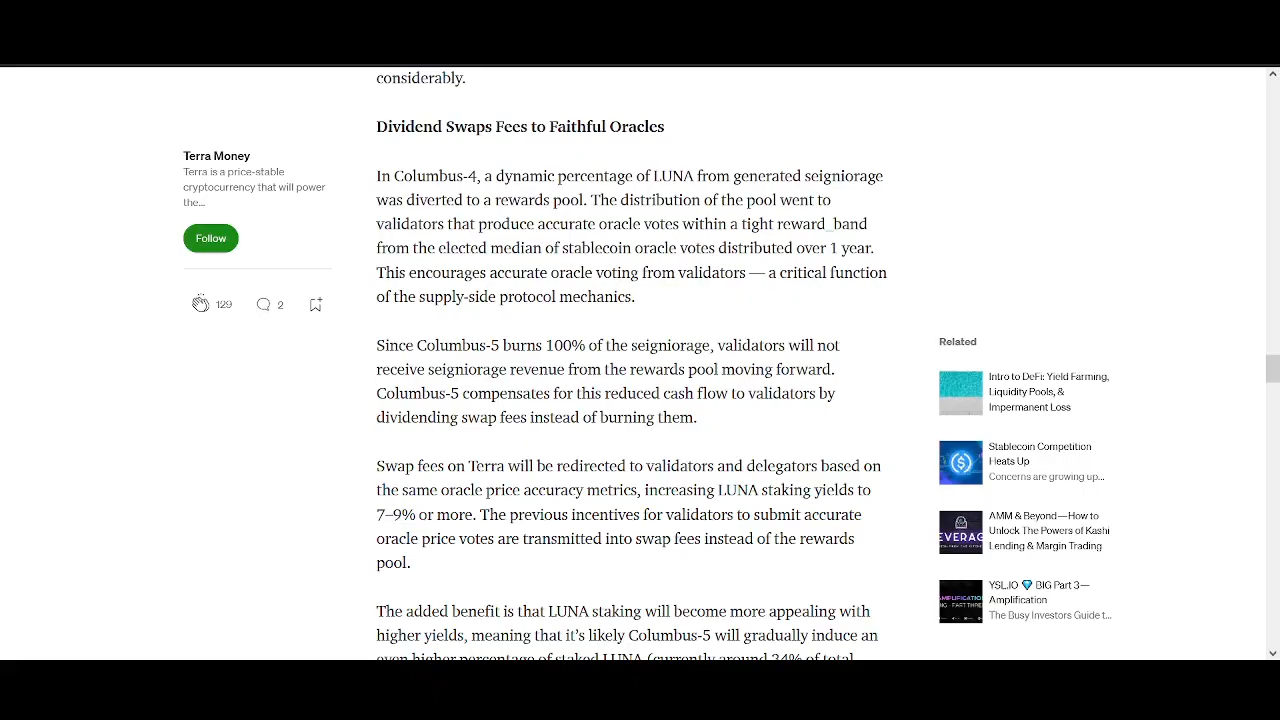 considerably.
Dividend Swaps Fees to Faithful Oracles
Terra Money
Terra is a price-stable
cryptocurrency that will power
the...
Follow
129
2
In Columbus-4, a dynamic percentage of LUNA from generated seigniorage
was diverted to a rewards pool. The distribution of the pool went to
validators that produce accurate oracle votes within a tight reward_band
from the elected median of stablecoin oracle votes distributed over 1 year.
This encourages accurate oracle voting from validators — a critical function
of the supply-side protocol mechanics.
Since Columbus-5 burns 100% of the seigniorage, validators will not
receive seigniorage revenue from the rewards pool moving forward.
Columbus-5 compensates for this reduced cash flow to validators by
dividending swap fees instead of burning them.
Swap fees on Terra will be redirected to validators and delegators based on
the same oracle price accuracy metrics, increasing LUNA staking yields to
7–9% or more. The previous incentives for validators to submit accurate
oracle price votes are transmitted into swap fees instead of the rewards
pool.
The added benefit is that LUNA staking will become more appealing with
higher yields, meaning that it's likely Columbus-5 will gradually induce an
even higher percentage of staked LUNA (currently around 34% of total
Related
Intro to DeFi: Yield Farming,
Liquidity Pools, &
Impermanent Loss
Stablecoin Competition
Heats Up
Concerns are growing up...
AMM & Beyond—How to
Unlock The Powers of Kashi
Lending & Margin Trading
YSL.IO 💎 BIG Part 3—
Amplification
The Busy Investors Guide t...